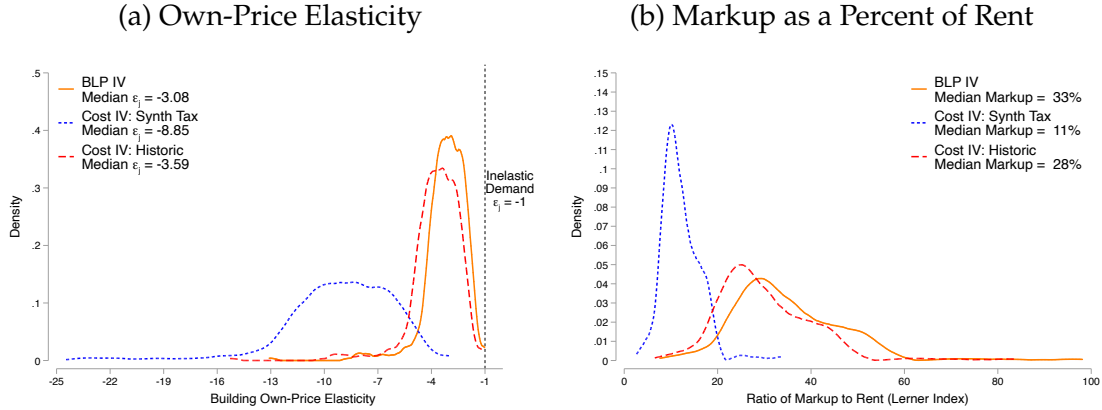 (a) Own-Price Elasticity
.5
.4
.3
.2
.1
0
Density
BLP IV
Median εj = -3.08
Cost IV: Synth Tax
Median εj = -8.85
Cost IV: Historic
Median εj = -3.59
Inelastic
Demand
εj = -1
-25 -22 -19 -16 -13 -10 -7 -4 -1
Building Own-Price Elasticity
(b) Markup as a Percent of Rent
.15
.14
.13
.12
.11
.1
.09
.08
.07
.06
.05
.04
.03
.02
.01
0
Density
BLP IV
Median Markup = 33%
Cost IV: Synth Tax
Median Markup = 11%
Cost IV: Historic
Median Markup = 28%
0 20 40 60 80 100
Ratio of Markup to Rent (Lerner Index)